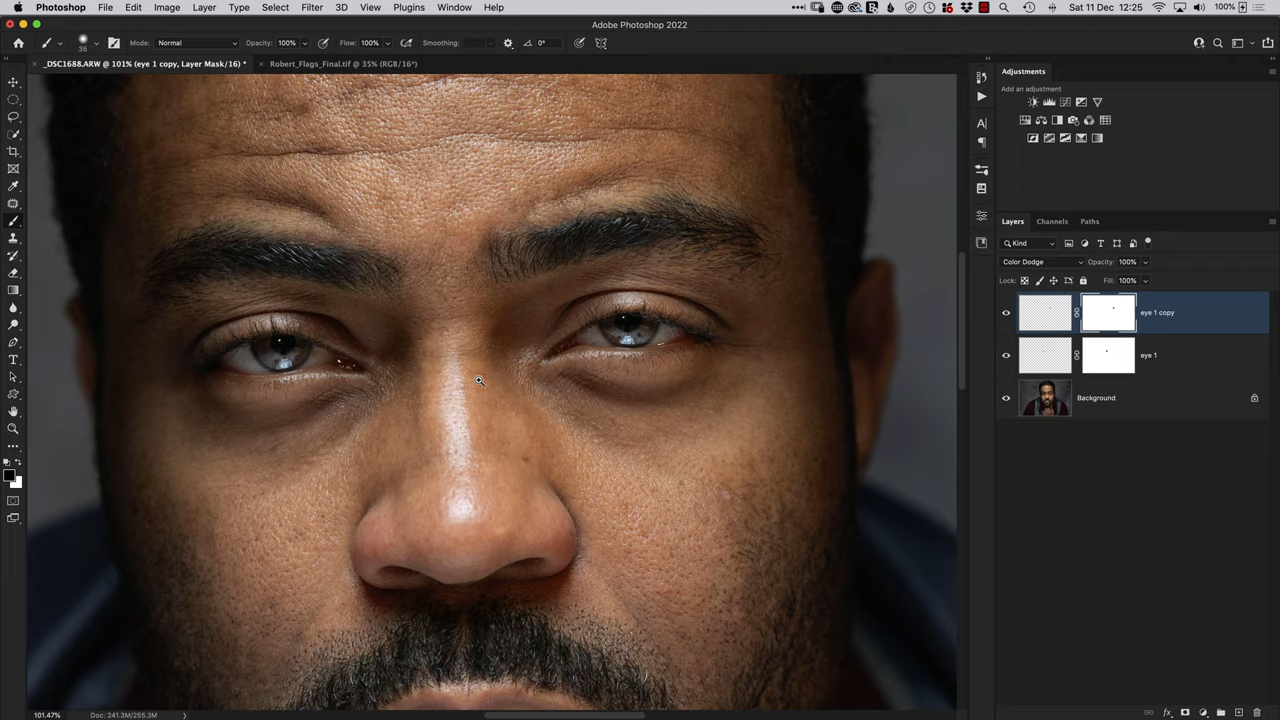 Photoshop File Edit Image Layer Type Select Filter 3D View Plugins Window Help Sat 11 Dec 12:25 100%
Adobe Photoshop 2022
35 Mode: Normal Opacity: 100% Flow: 100% Smoothing: 0°
_DSC1688.ARW @ 101% (eye 1 copy, Layer Mask/16) * Robert_Flags_Final.tif @ 35% (RGB/16*)
Adjustments
Add an adjustment
Layers Channels Paths
Kind
Color Dodge Opacity: 100%
Lock: Fill: 100%
eye 1 copy
eye 1
Background
101.47% Doc: 241.3M/255.3M